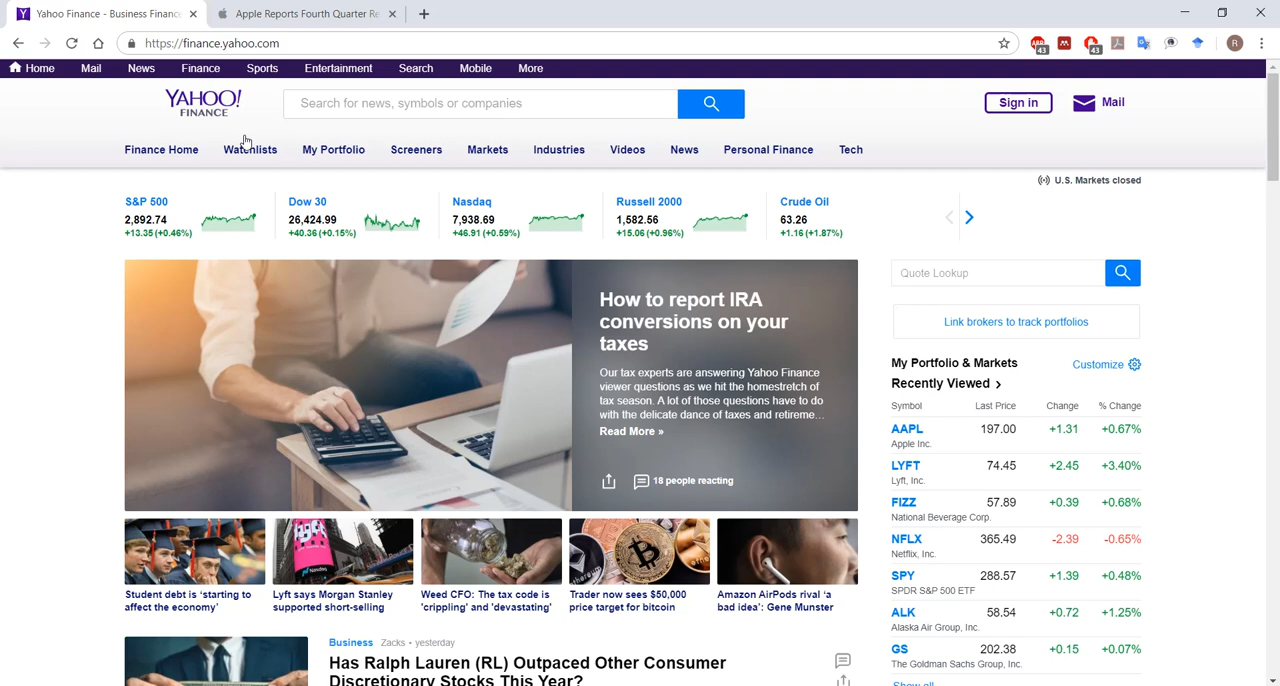 Yahoo Finance - Business Finance
Apple Reports Fourth Quarter Re
https://finance.yahoo.com
43
43
R
Home Mail News Finance Sports Entertainment Search Mobile More
YAHOO!
FINANCE
Search for news, symbols or companies
Sign in
Mail
Finance Home Watchlists My Portfolio Screeners Markets Industries Videos News Personal Finance Tech
U.S. Markets closed
S&P 500
2,892.74
+13.35 (+0.46%)
Dow 30
26,424.99
+40.36 (+0.15%)
Nasdaq
7,938.69
+46.91 (+0.59%)
Russell 2000
1,582.56
+15.06 (+0.96%)
Crude Oil
63.26
+1.16 (+1.87%)
How to report IRA
conversions on your
taxes
Our tax experts are answering Yahoo Finance
viewer questions as we hit the homestretch of
tax season. A lot of those questions have to do
with the delicate dance of taxes and retireme...
Read More »
18 people reacting
Student debt is ‘starting to
affect the economy’
Lyft says Morgan Stanley
supported short-selling
Weed CFO: The tax code is
'crippling' and 'devastating'
Trader now sees $50,000
price target for bitcoin
Amazon AirPods rival ‘a
bad idea’: Gene Munster
Business Zacks • yesterday
Has Ralph Lauren (RL) Outpaced Other Consumer
Discretionary Stocks This Year?
Quote Lookup
Link brokers to track portfolios
My Portfolio & Markets
Customize
Recently Viewed
Symbol Last Price Change % Change
AAPL 197.00 +1.31 +0.67%
Apple Inc.
LYFT 74.45 +2.45 +3.40%
Lyft, Inc.
FIZZ 57.89 +0.39 +0.68%
National Beverage Corp.
NFLX 365.49 -2.39 -0.65%
Netflix, Inc.
SPY 288.57 +1.39 +0.48%
SPDR S&P 500 ETF
ALK 58.54 +0.72 +1.25%
Alaska Air Group, Inc.
GS 202.38 +0.15 +0.07%
The Goldman Sachs Group, Inc.
Show all